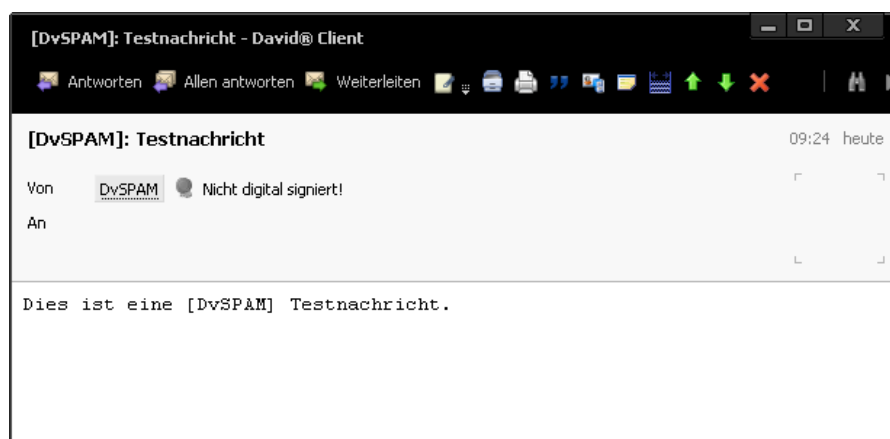 [DvSPAM]: Testnachricht - David® Client
Antworten Allen antworten Weiterleiten
[DvSPAM]: Testnachricht 09:24 heute
Von DvSPAM Nicht digital signiert!
An
Dies ist eine [DvSPAM] Testnachricht.